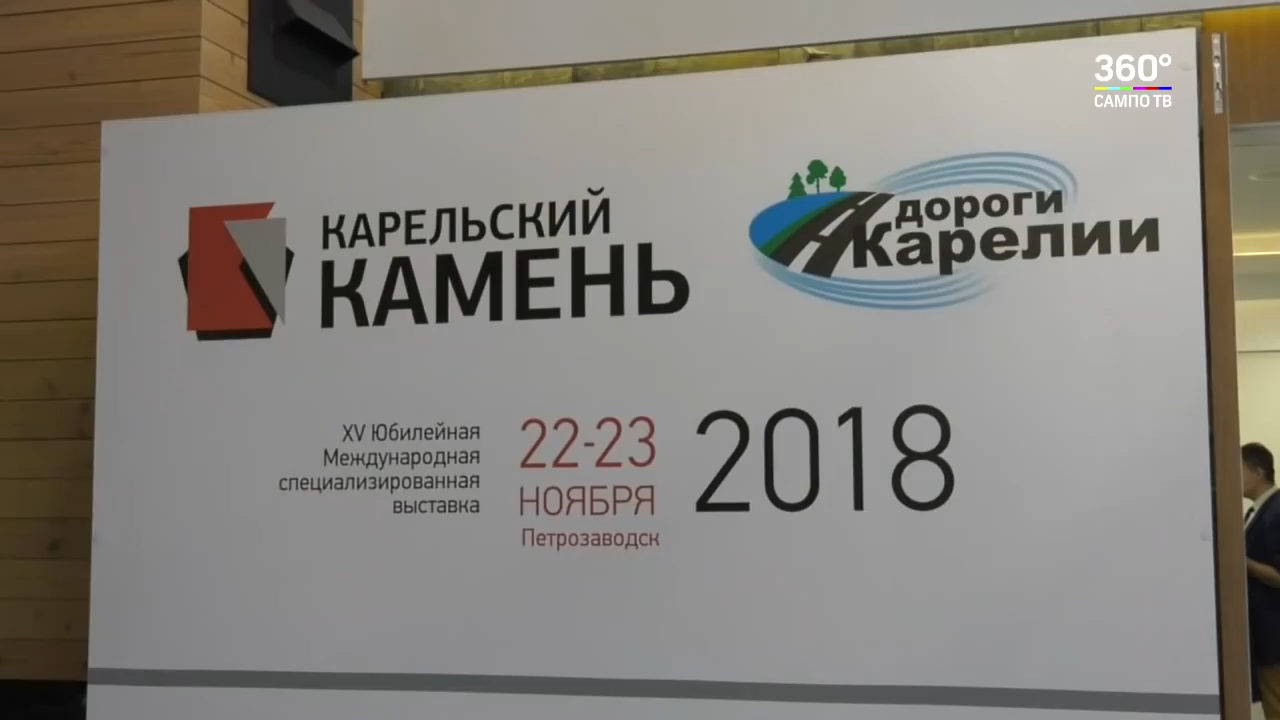 360°
САМПО ТВ
КАРЕЛЬСКИЙ
КАМЕНЬ
дороги
Карелии
XV Юбилейная
Международная
специализированная
выставка
22-23
НОЯБРЯ
Петрозаводск
2018